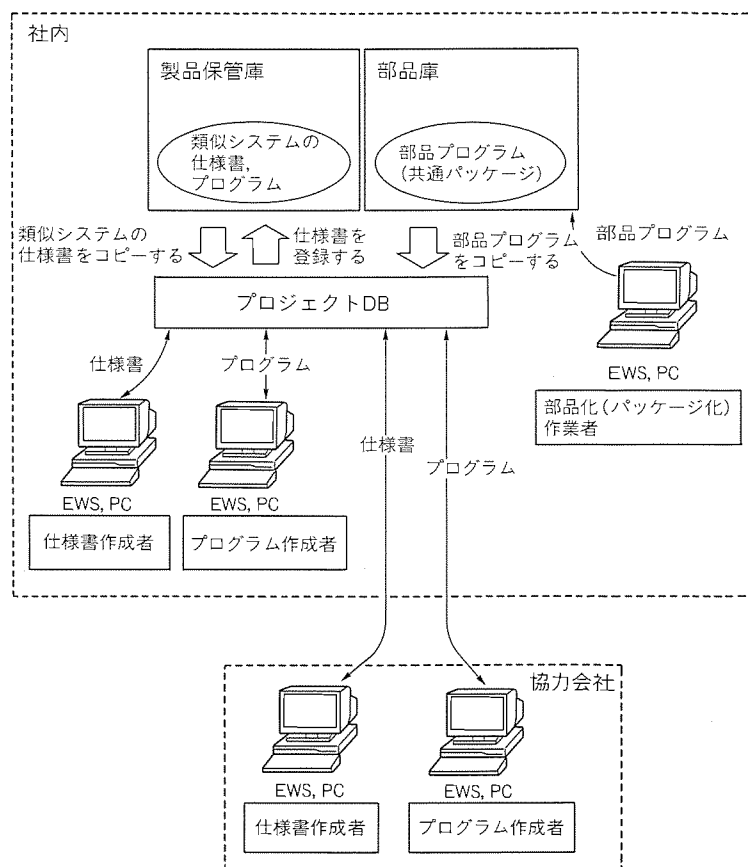 社内
製品保管庫
部品庫
類似システムの
仕様書,
プログラム
部品プログラム
(共通パッケージ)
類似システムの
仕様書をコピーする
仕様書を
登録する
部品プログラム
をコピーする
部品プログラム
プロジェクトDB
仕様書
プログラム
EWS, PC
部品化(パッケージ化)
作業者
仕様書
プログラム
EWS, PC
EWS, PC
仕様書作成者
プログラム作成者
協力会社
EWS, PC
EWS, PC
仕様書作成者
プログラム作成者